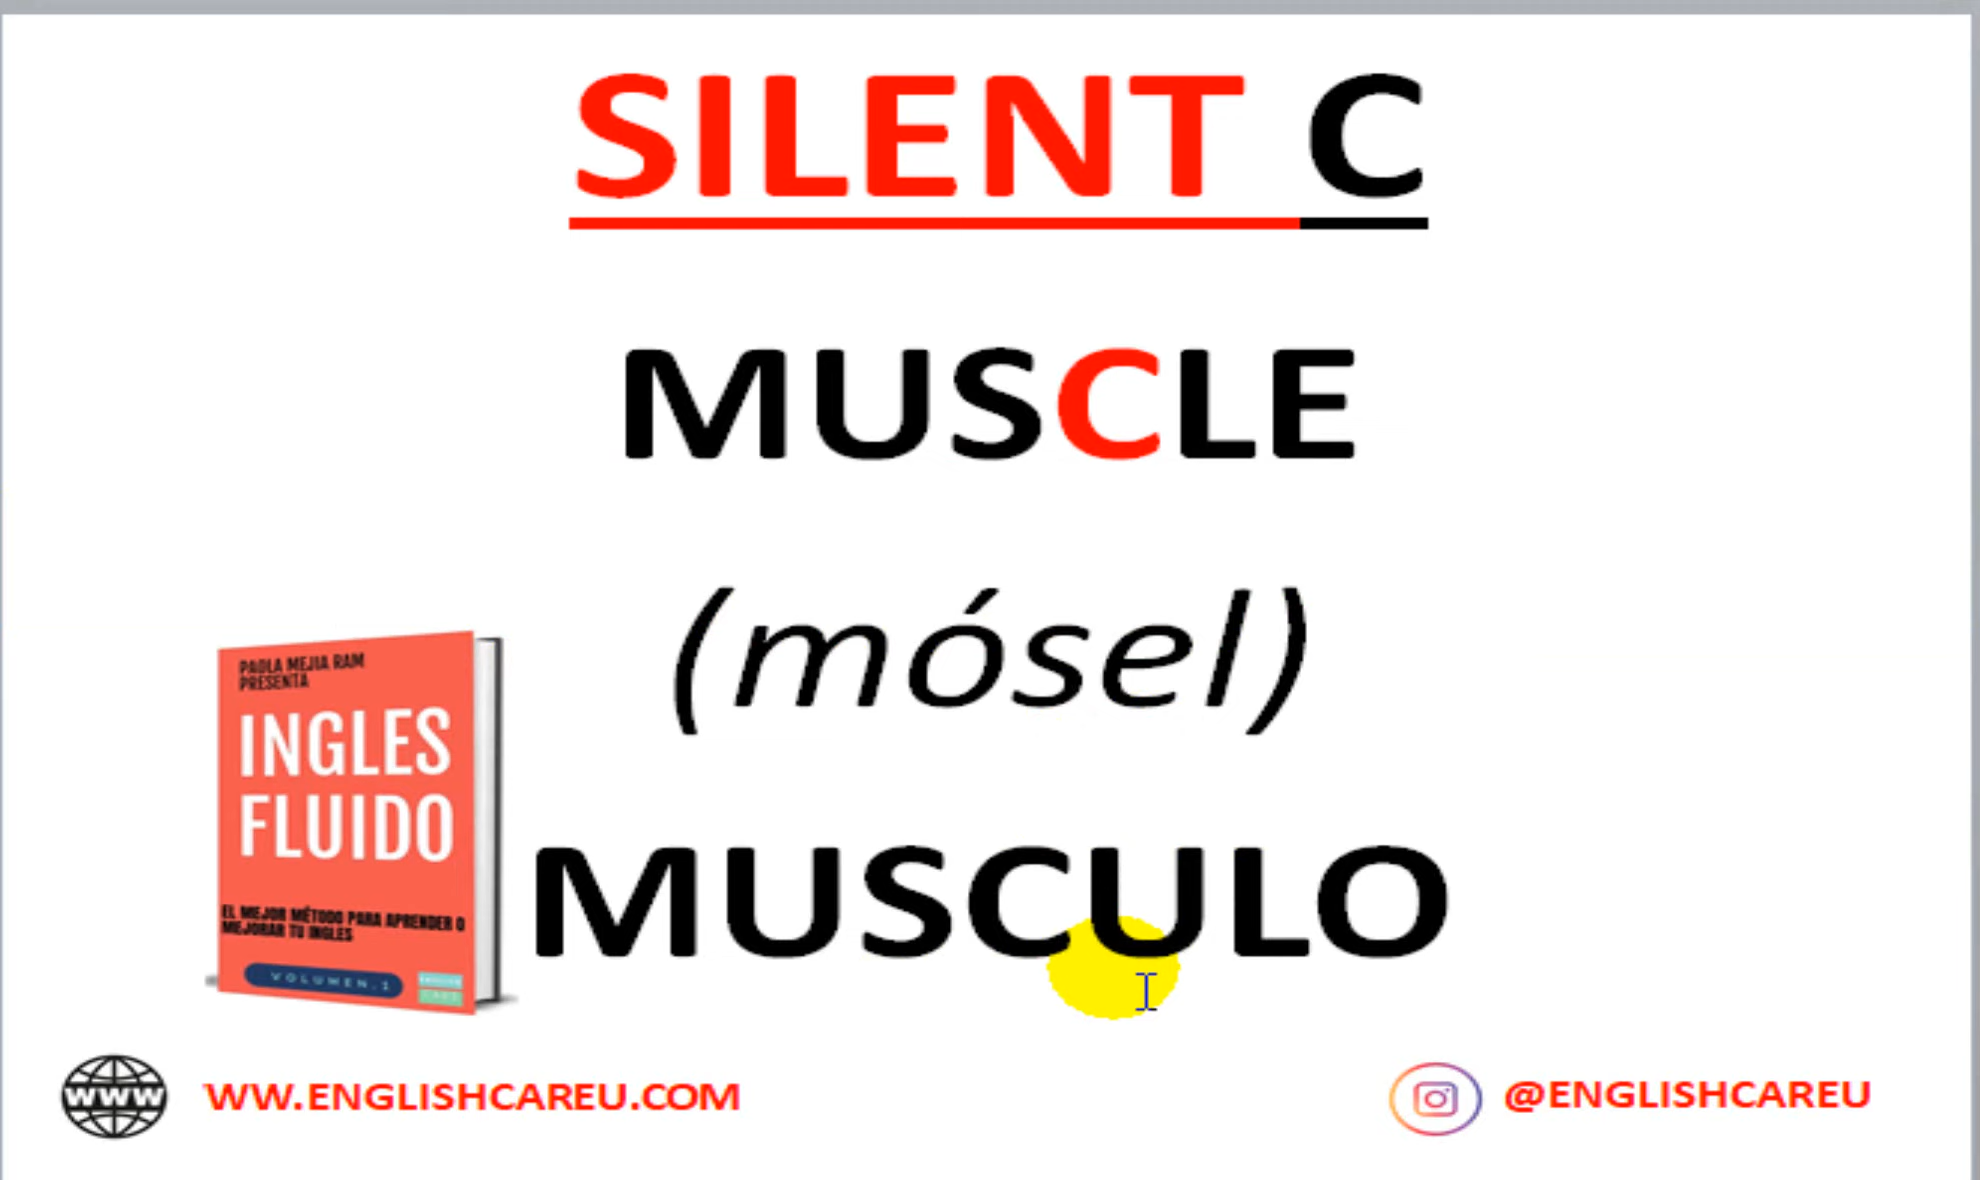 SILENT C
MUSCLE
(mósel)
PAOLA MEJIA RAM
PRESENTA
INGLES
FLUIDO
EL MEJOR MÉTODO PARA APRENDER O
MEJORAR TU INGLES
VOLUMEN.1
MUSCULO
WWW
WW.ENGLISHCAREU.COM
@ENGLISHCAREU